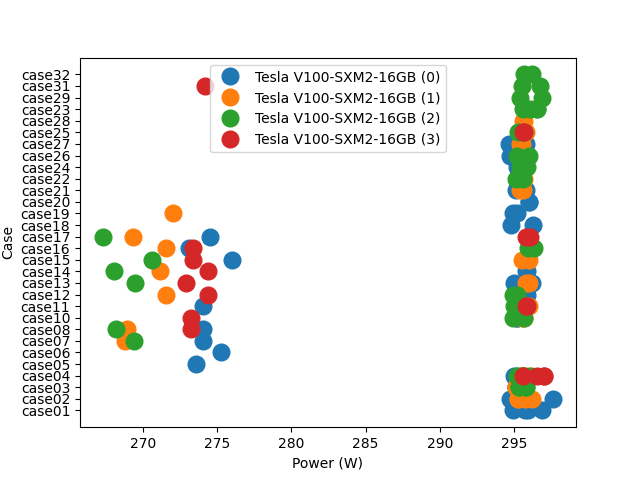 case32
case31
case29
case23
case28
case25
case27
case26
case24
case22
case21
case20
case19
case18
case17
case16
case15
case14
case13
case12
case11
case10
case08
case07
case06
case05
case04
case03
case02
case01
Case
Tesla V100-SXM2-16GB (0)
Tesla V100-SXM2-16GB (1)
Tesla V100-SXM2-16GB (2)
Tesla V100-SXM2-16GB (3)
270 275 280 285 290 295
Power (W)